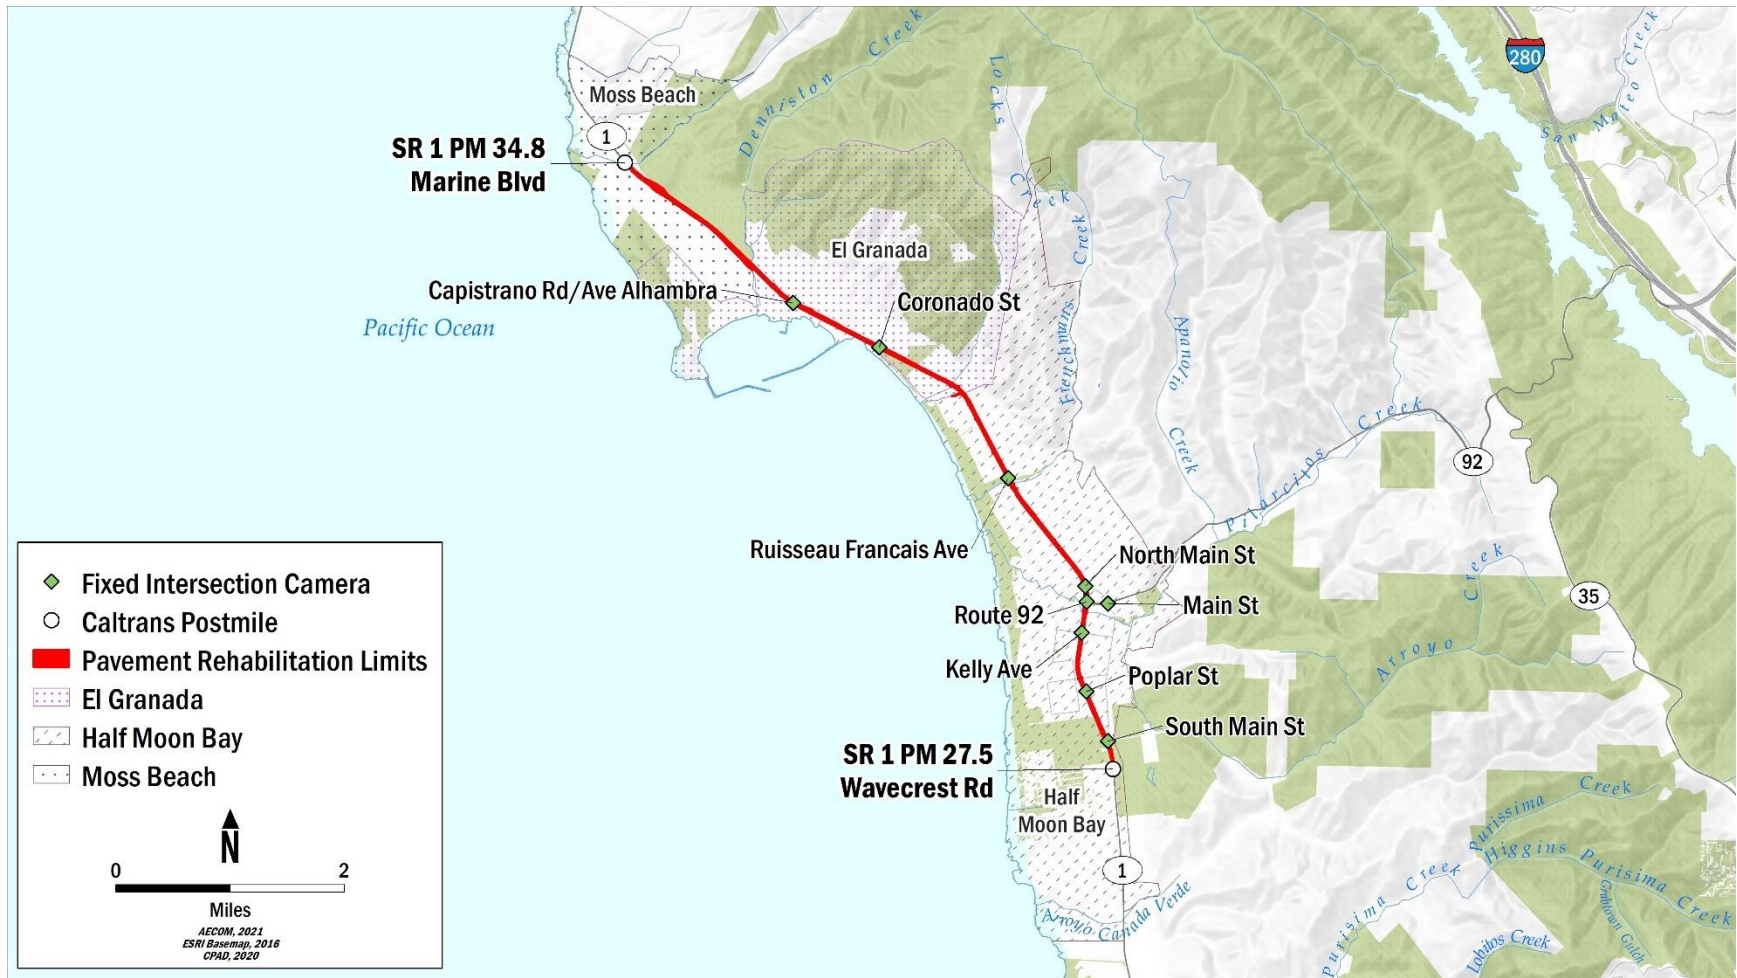 Moss Beach
1
SR 1 PM 34.8
Marine Blvd
Denniston Creek
Locks Creek
280
San Mateo Creek
El Granada
Capistrano Rd/Ave Alhambra
Coronado St
Pacific Ocean
Frenchmans Creek
Apanolio Creek
Pilarcitos Creek
92
Ruisseau Francais Ave
North Main St
Route 92
Main St
Kelly Ave
Poplar St
35
Arroyo
Creek
South Main St
SR 1 PM 27.5
Wavecrest Rd
Half
Moon Bay
1
Arroyo Canada Verde
Purissima Creek
Higgins Purisima Creek
Purisima Creek
Grabtown Gulch
Lobitos Creek
Fixed Intersection Camera
Caltrans Postmile
Pavement Rehabilitation Limits
El Granada
Half Moon Bay
Moss Beach
N
0 2
Miles
AECOM, 2021
ESRI Basemap, 2016
CPAD, 2020